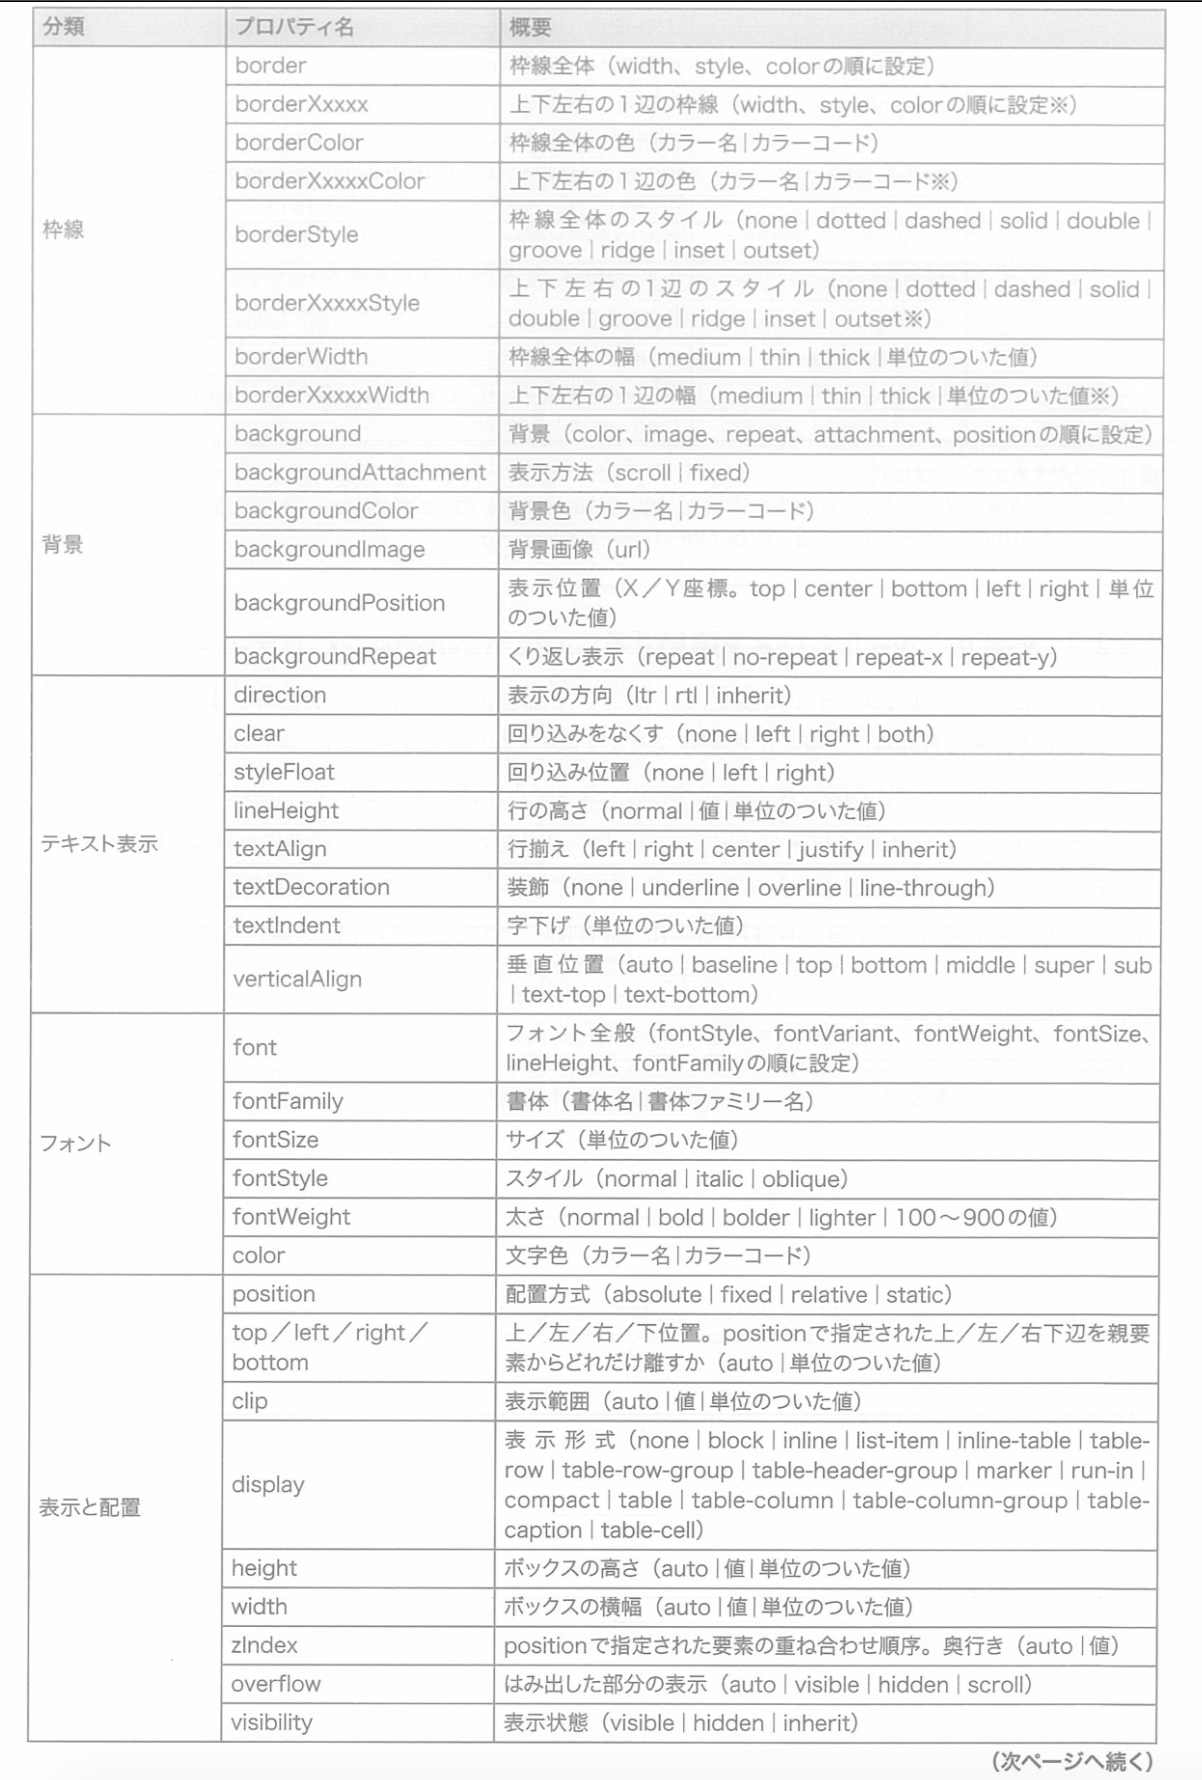 分類 プロパティ名 概要
枠線
border 枠線全体（width、style、colorの順に設定）
borderXxxxx 上下左右の1辺の枠線（width、style、colorの順に設定※）
borderColor 枠線全体の色（カラー名|カラーコード）
borderXxxxxColor 上下左右の1辺の色（カラー名|カラーコード※）
borderStyle 枠線全体のスタイル（none | dotted | dashed | solid | double |
groove | ridge | inset | outset）
borderXxxxxStyle 上下左右の1辺のスタイル（none | dotted | dashed | solid |
double | groove | ridge | inset | outset※）
borderWidth 枠線全体の幅（medium | thin | thick |単位のついた値）
borderXxxxxWidth 上下左右の1辺の幅（medium | thin | thick |単位のついた値※）
背景
background 背景（color、image、repeat、attachment、positionの順に設定）
backgroundAttachment 表示方法（scroll | fixed）
backgroundColor 背景色（カラー名|カラーコード）
backgroundImage 背景画像（url）
backgroundPosition 表示位置（X／Y座標。top | center | bottom | left | right | 単位
のついた値）
backgroundRepeat くり返し表示（repeat | no-repeat | repeat-x | repeat-y）
テキスト表示
direction 表示の方向（ltr | rtl | inherit）
clear 回り込みをなくす（none | left | right | both）
styleFloat 回り込み位置（none | left | right）
lineHeight 行の高さ（normal |値|単位のついた値）
textAlign 行揃え（left | right | center | justify | inherit）
textDecoration 装飾（none | underline | overline | line-through）
textIndent 字下げ（単位のついた値）
verticalAlign 垂直位置（auto | baseline | top | bottom | middle | super | sub
| text-top | text-bottom）
フォント
font フォント全般（fontStyle、fontVariant、fontWeight、fontSize、
lineHeight、fontFamilyの順に設定）
fontFamily 書体（書体名|書体ファミリー名）
fontSize サイズ（単位のついた値）
fontStyle スタイル（normal | italic | oblique）
fontWeight 太さ（normal | bold | bolder | lighter | 100～900の値）
color 文字色（カラー名|カラーコード）
表示と配置
position 配置方式（absolute | fixed | relative | static）
top／left／right／
bottom
上／左／右／下位置。positionで指定された上／左／右下辺を親要
素からどれだけ離すか（auto |単位のついた値）
clip 表示範囲（auto |値|単位のついた値）
display 表示形式（none | block | inline | list-item | inline-table | table-
row | table-row-group | table-header-group | marker | run-in |
compact | table | table-column | table-column-group | table-
caption | table-cell）
height ボックスの高さ（auto |値|単位のついた値）
width ボックスの横幅（auto |値|単位のついた値）
zIndex positionで指定された要素の重ね合わせ順序。奥行き（auto |値）
overflow はみ出した部分の表示（auto | visible | hidden | scroll）
visibility 表示状態（visible | hidden | inherit）
（次ページへ続く）